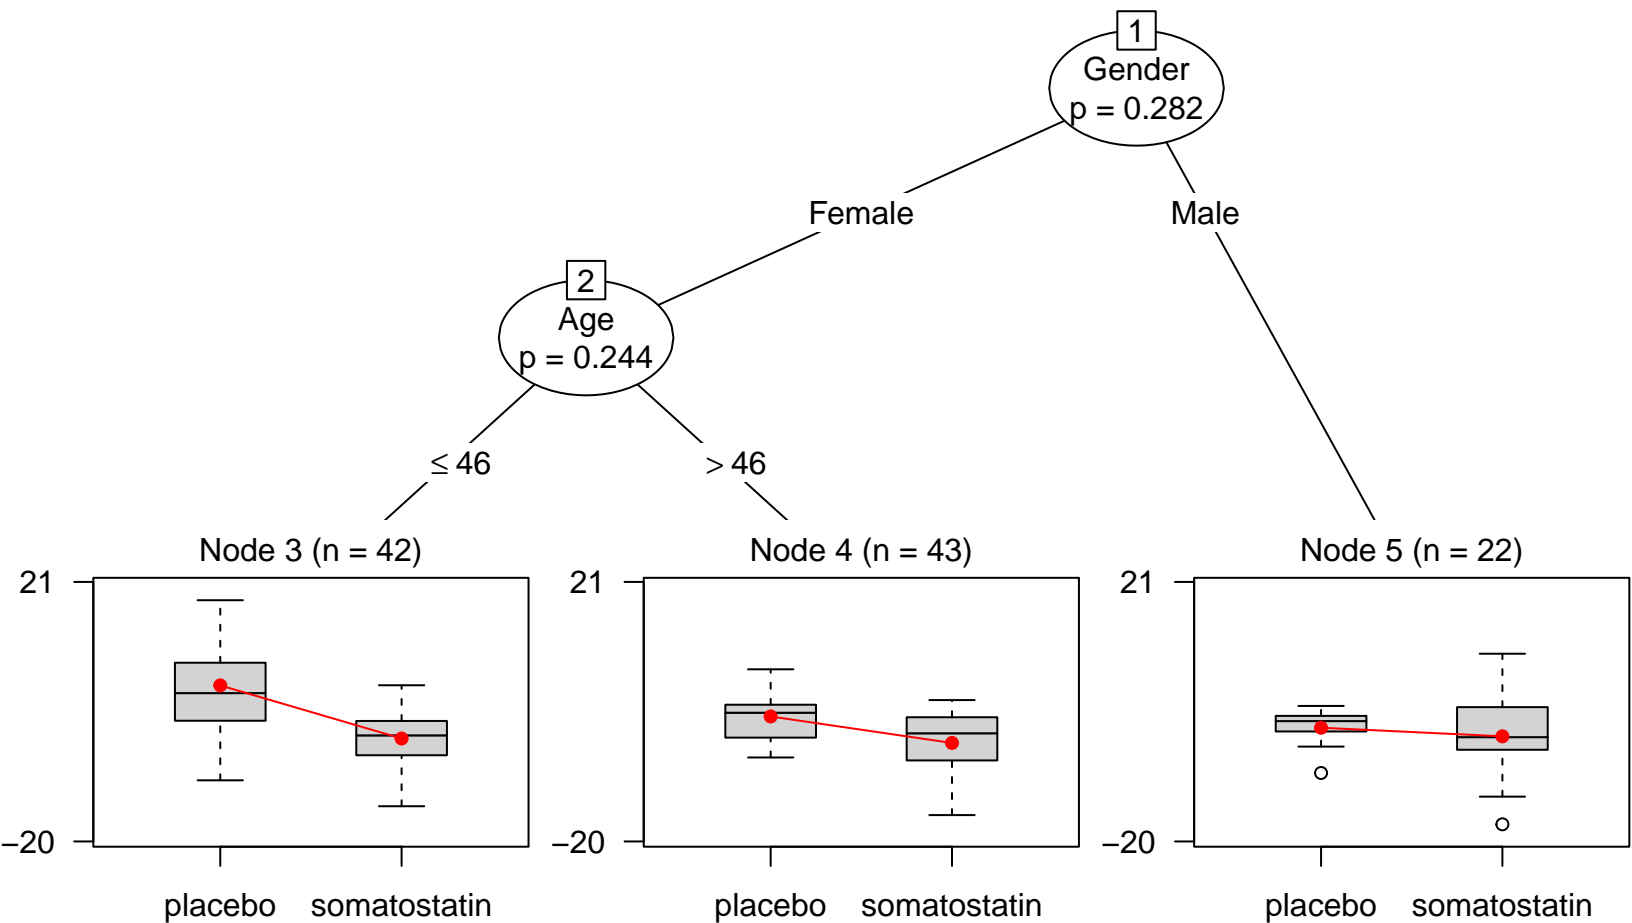 1
Gender
p = 0.282
Female
Male
2
Age
p = 0.244
≤ 46
> 46
Node 3 (n = 42)
21
−20
placebo
somatostatin
Node 4 (n = 43)
21
−20
placebo
somatostatin
Node 5 (n = 22)
21
−20
placebo
somatostatin